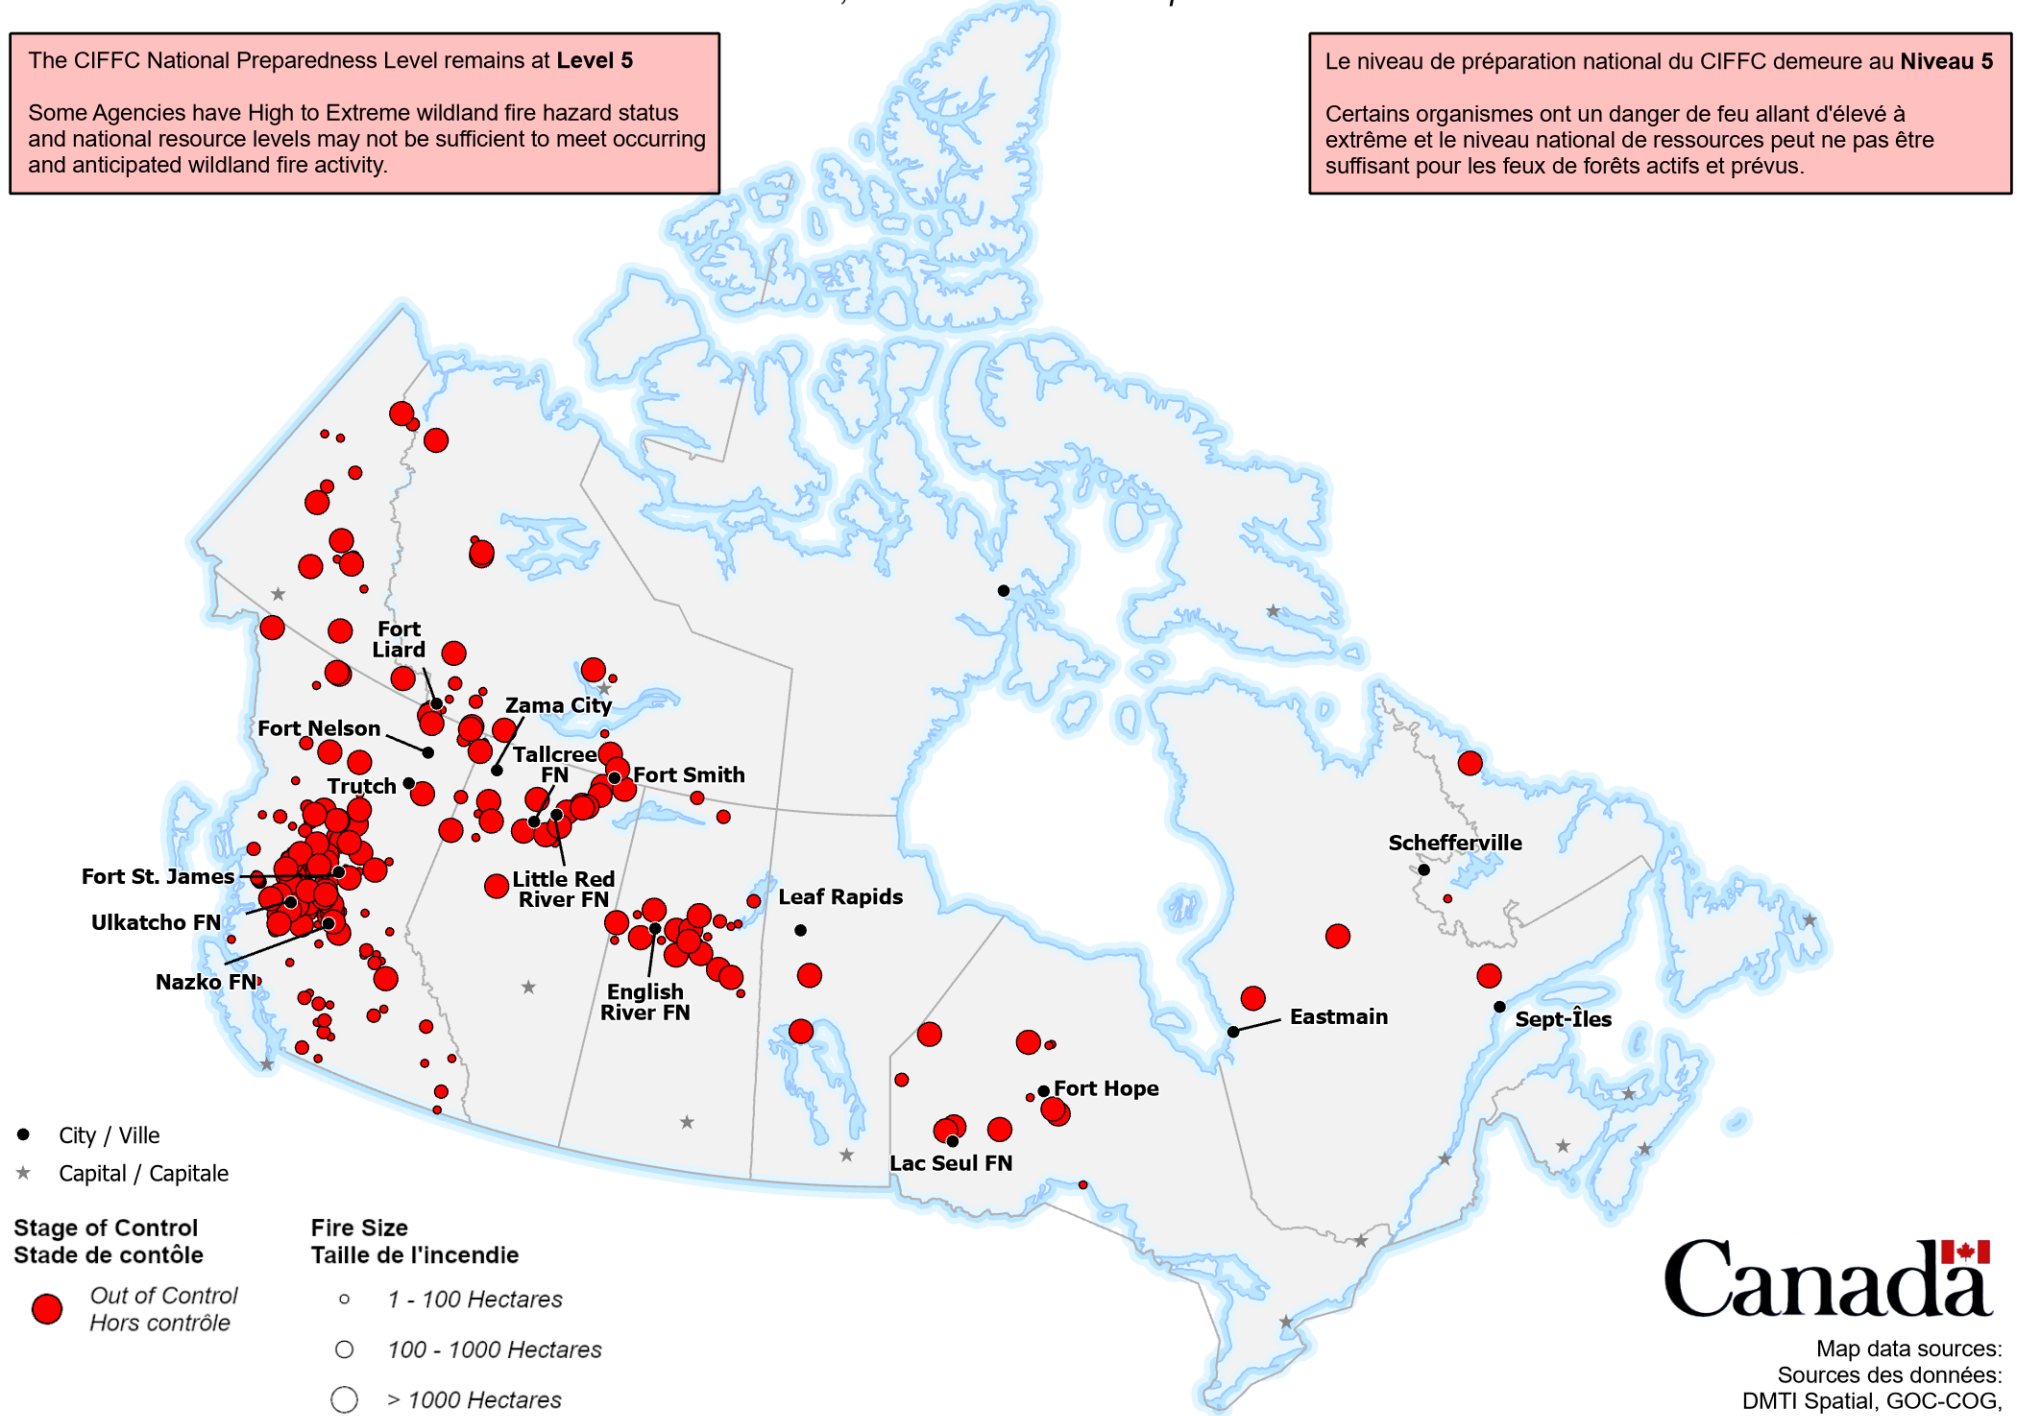 The CIFFC National Preparedness Level remains at Level 5
Some Agencies have High to Extreme wildland fire hazard status
and national resource levels may not be sufficient to meet occurring
and anticipated wildland fire activity.
Le niveau de préparation national du CIFFC demeure au Niveau 5
Certains organismes ont un danger de feu allant d'élevé à
extrême et le niveau national de ressources peut ne pas être
suffisant pour les feux de forêts actifs et prévus.
Fort
Liard
Zama City
Fort Nelson
Tallcree
FN
Fort Smith
Trutch
Schefferville
Fort St. James
Little Red
River FN
Leaf Rapids
Ulkatcho FN
Nazko FN
English
River FN
Eastmain
Sept-Îles
Fort Hope
Lac Seul FN
City / Ville
Capital / Capitale
Stage of Control
Stade de contôle
Out of Control
Hors contrôle
Fire Size
Taille de l'incendie
1 - 100 Hectares
100 - 1000 Hectares
> 1000 Hectares
Canada
Map data sources:
Sources des données:
DMTI Spatial, GOC-COG,